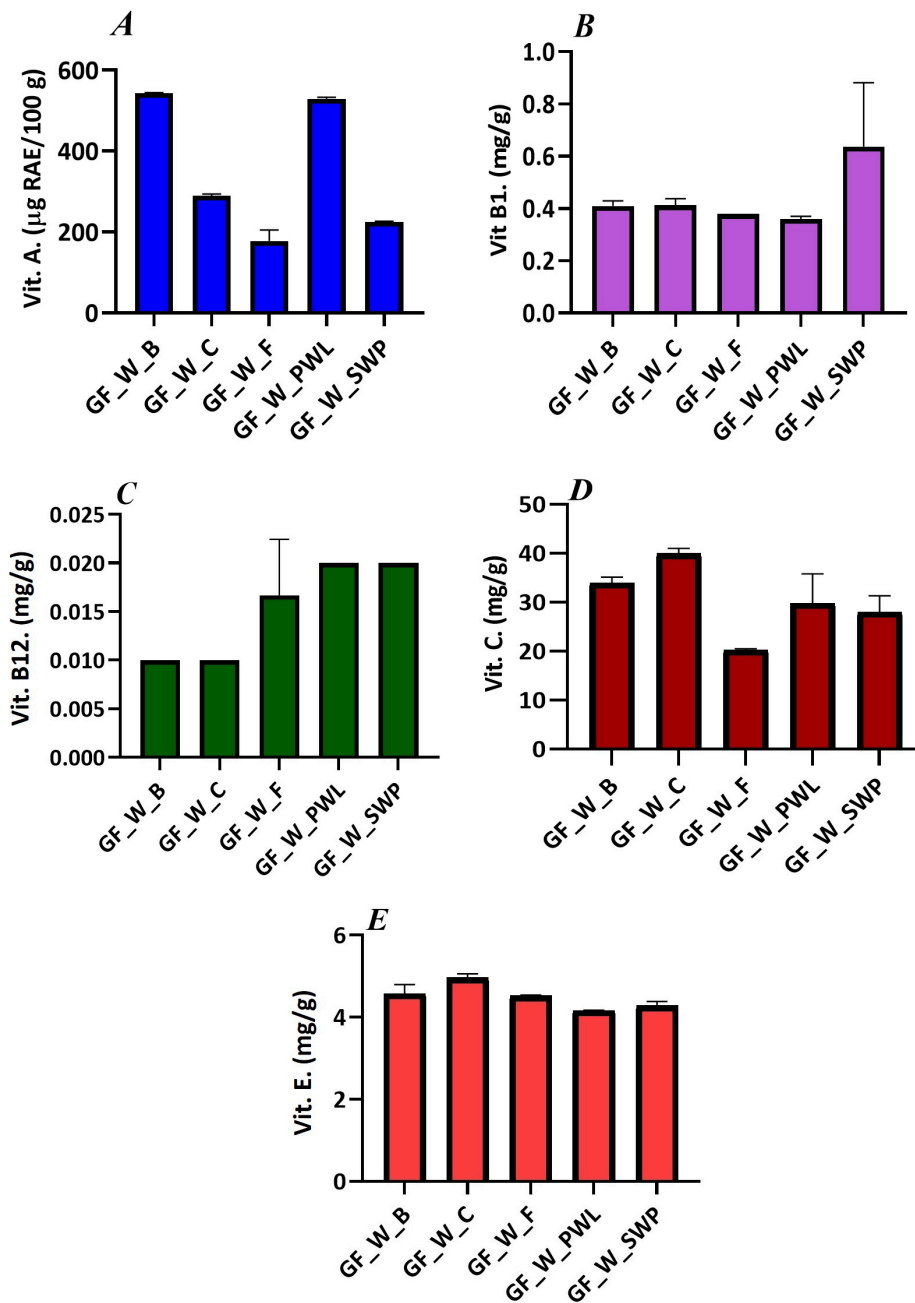 A
Vit. A. (µg RAE/100 g)
600
400
200
0
GF_W_B
GF_W_C
GF_W_F
GF_W_PWL
GF_W_SWP
B
Vit B1. (mg/g)
1.0
0.8
0.6
0.4
0.2
0.0
GF_W_B
GF_W_C
GF_W_F
GF_W_PWL
GF_W_SWP
C
Vit. B12. (mg/g)
0.025
0.020
0.015
0.010
0.005
0.000
GF_W_B
GF_W_C
GF_W_F
GF_W_PWL
GF_W_SWP
D
Vit. C. (mg/g)
50
40
30
20
10
0
GF_W_B
GF_W_C
GF_W_F
GF_W_PWL
GF_W_SWP
E
Vit. E. (mg/g)
6
4
2
0
GF_W_B
GF_W_C
GF_W_F
GF_W_PWL
GF_W_SWP